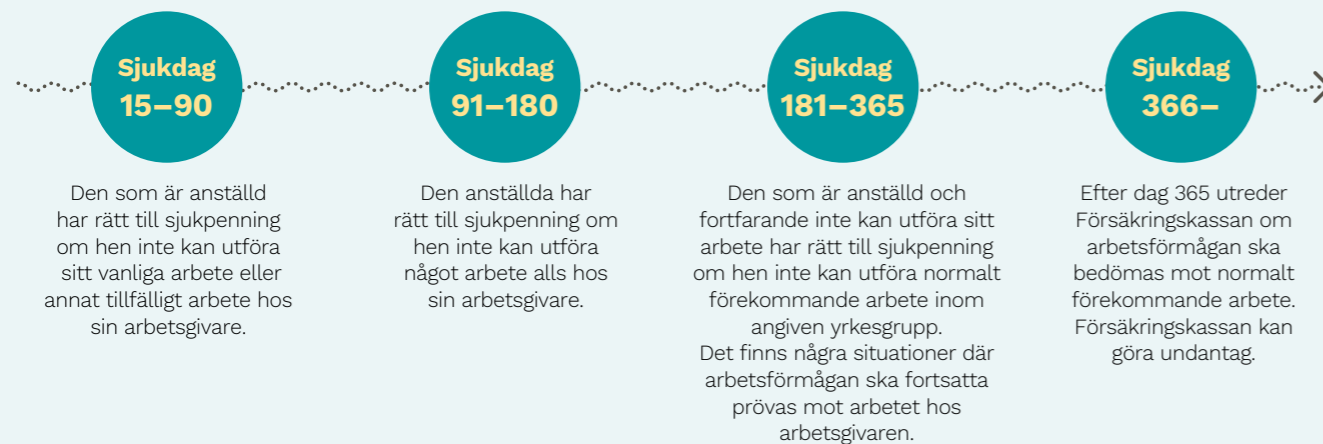 Sjukdag
15–90
Den som är anställd
har rätt till sjukpenning
om hen inte kan utföra
sitt vanliga arbete eller
annat tillfälligt arbete hos
sin arbetsgivare.
Sjukdag
91–180
Den anställda har
rätt till sjukpenning om
hen inte kan utföra
något arbete alls hos
sin arbetsgivare.
Sjukdag
181–365
Den som är anställd och
fortfarande inte kan utföra sitt
arbete har rätt till sjukpenning
om hen inte kan utföra normalt
förekommande arbete inom
angiven yrkesgrupp.
Det finns några situationer där
arbetsförmågan ska fortsatta
prövas mot arbetet hos
arbetsgivaren.
Sjukdag
366–
Efter dag 365 utreder
Försäkringskassan om
arbetsförmågan ska
bedömas mot normalt
förekommande arbete.
Försäkringskassan kan
göra undantag.